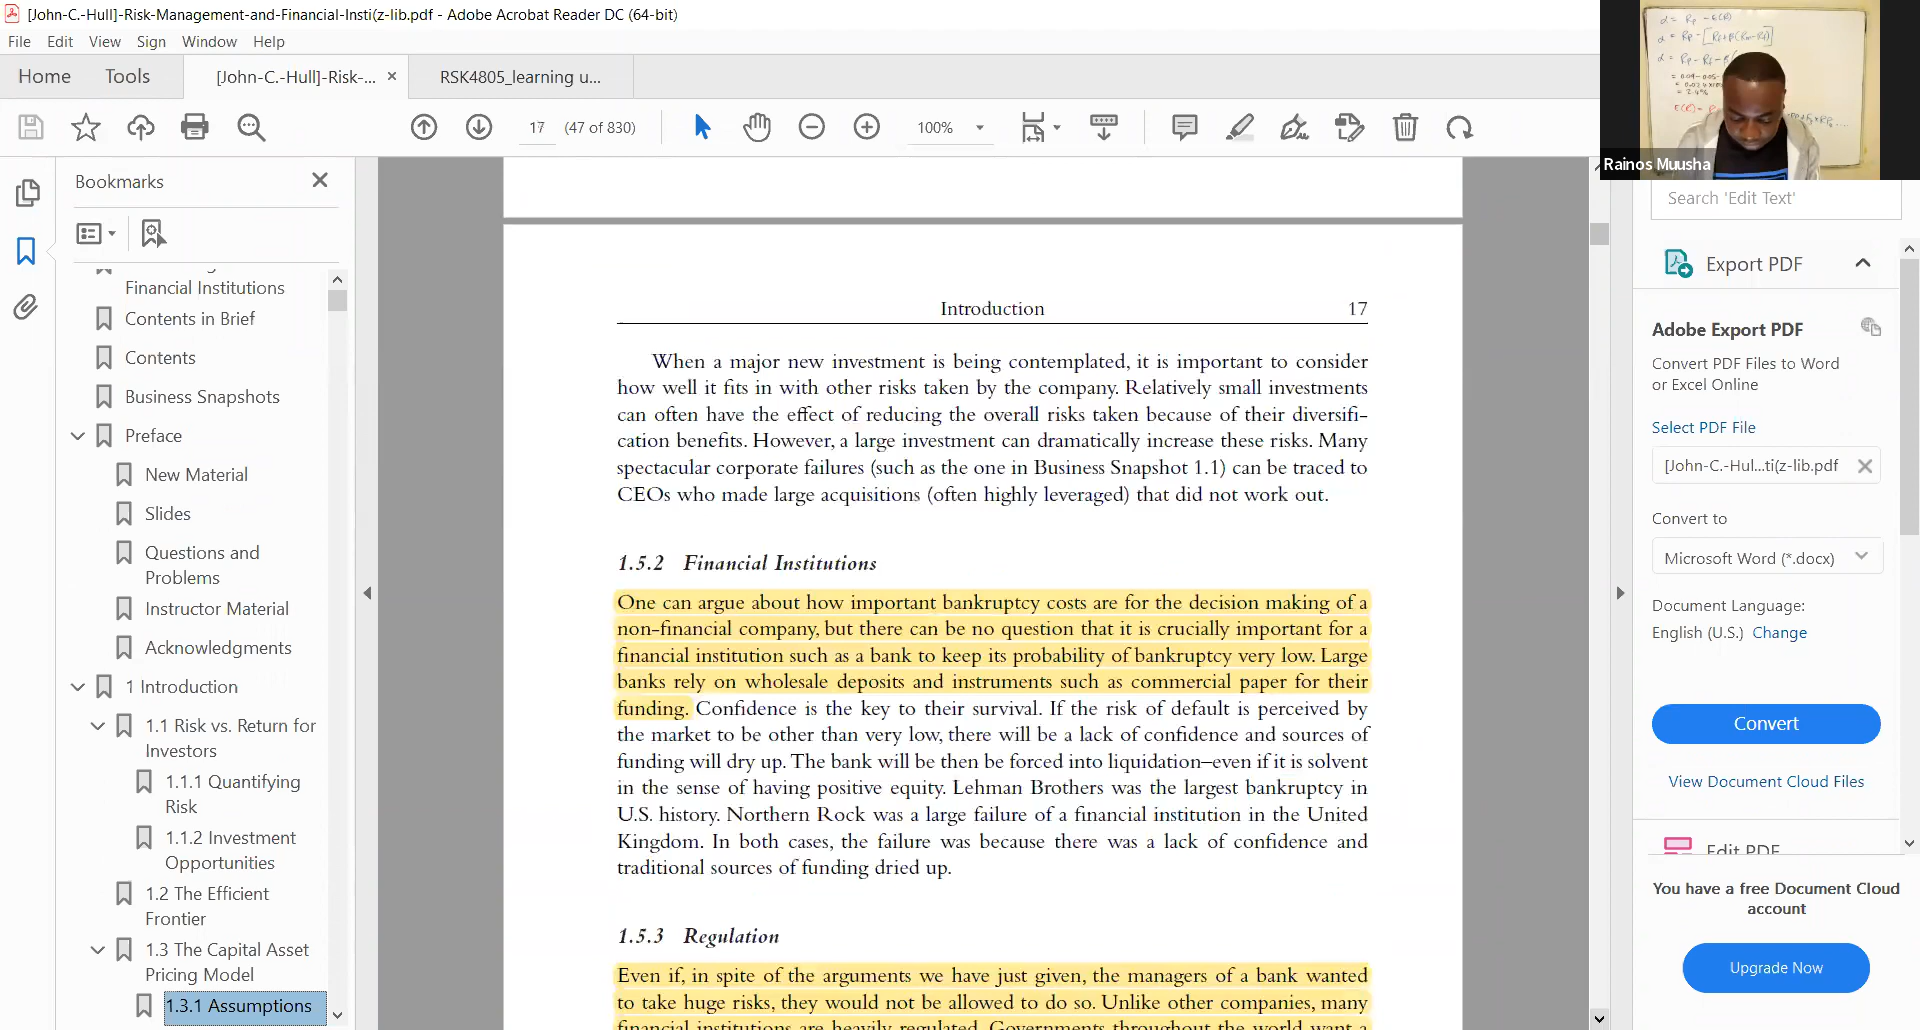 [John-C.-Hull]-Risk-Management-and-Financial-Insti(z-lib.pdf - Adobe Acrobat Reader DC (64-bit)
File Edit View Sign Window Help
Home Tools [John-C.-Hull]-Risk-... × RSK4805_learning u...
17 (47 of 830) 100%
Rainos Muusha
Bookmarks
Financial Institutions
Contents in Brief
Contents
Business Snapshots
Preface
New Material
Slides
Questions and
Problems
Instructor Material
Acknowledgments
1 Introduction
1.1 Risk vs. Return for
Investors
1.1.1 Quantifying
Risk
1.1.2 Investment
Opportunities
1.2 The Efficient
Frontier
1.3 The Capital Asset
Pricing Model
1.3.1 Assumptions
Introduction 17
When a major new investment is being contemplated, it is important to consider
how well it fits in with other risks taken by the company. Relatively small investments
can often have the effect of reducing the overall risks taken because of their diversifi-
cation benefits. However, a large investment can dramatically increase these risks. Many
spectacular corporate failures (such as the one in Business Snapshot 1.1) can be traced to
CEOs who made large acquisitions (often highly leveraged) that did not work out.
1.5.2 Financial Institutions
One can argue about how important bankruptcy costs are for the decision making of a
non-financial company, but there can be no question that it is crucially important for a
financial institution such as a bank to keep its probability of bankruptcy very low. Large
banks rely on wholesale deposits and instruments such as commercial paper for their
funding. Confidence is the key to their survival. If the risk of default is perceived by
the market to be other than very low, there will be a lack of confidence and sources of
funding will dry up. The bank will be then be forced into liquidation–even if it is solvent
in the sense of having positive equity. Lehman Brothers was the largest bankruptcy in
U.S. history. Northern Rock was a large failure of a financial institution in the United
Kingdom. In both cases, the failure was because there was a lack of confidence and
traditional sources of funding dried up.
1.5.3 Regulation
Even if, in spite of the arguments we have just given, the managers of a bank wanted
to take huge risks, they would not be allowed to do so. Unlike other companies, many
financial institutions are heavily regulated. Governments throughout the world want a
Search 'Edit Text'
Export PDF
Adobe Export PDF
Convert PDF Files to Word
or Excel Online
Select PDF File
[John-C.-Hul...ti(z-lib.pdf
Convert to
Microsoft Word (*.docx)
Document Language:
English (U.S.) Change
Convert
View Document Cloud Files
Edit PDF
You have a free Document Cloud
account
Upgrade Now